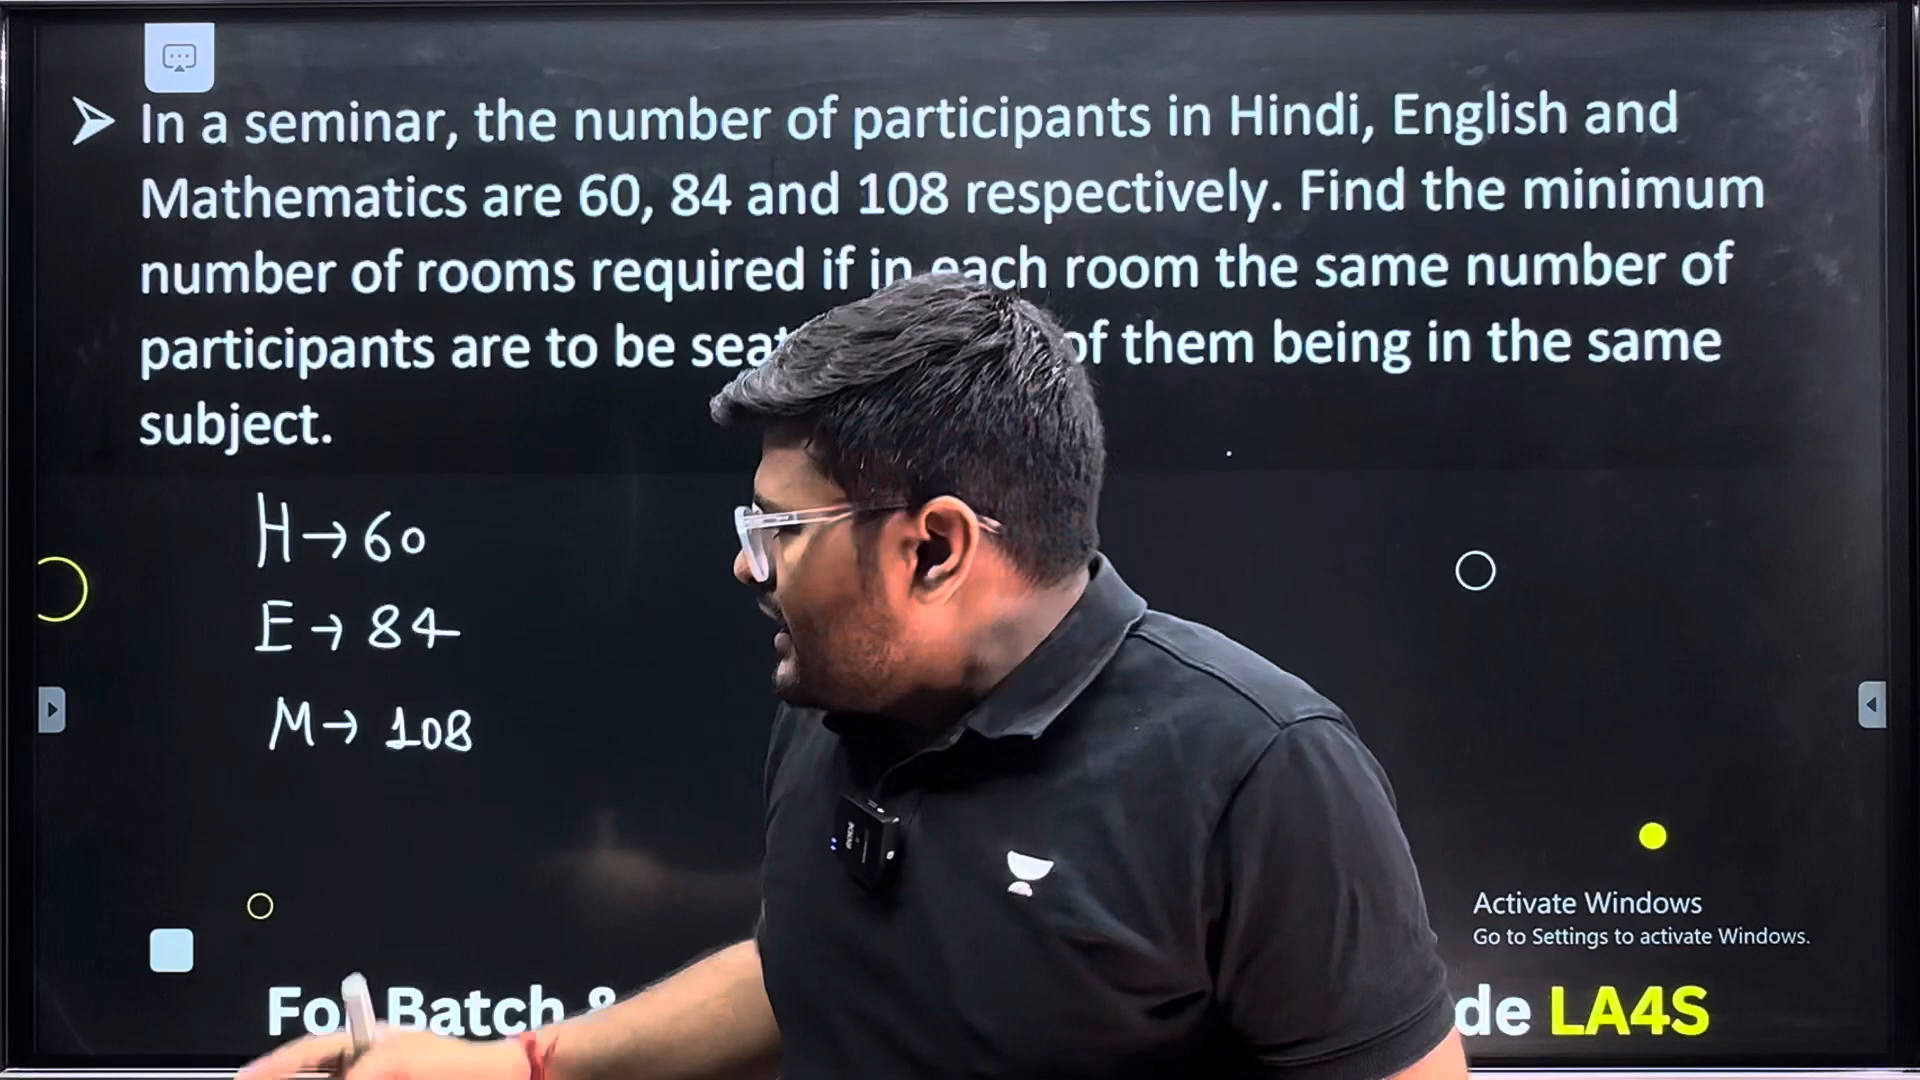 In a seminar, the number of participants in Hindi, English and
Mathematics are 60, 84 and 108 respectively. Find the minimum
number of rooms required if in each room the same number of
participants are to be of them being in the same
subject.
H→60
E→84
M→108
Activate Windows
Go to Settings to activate Windows.
Batch & LA4S